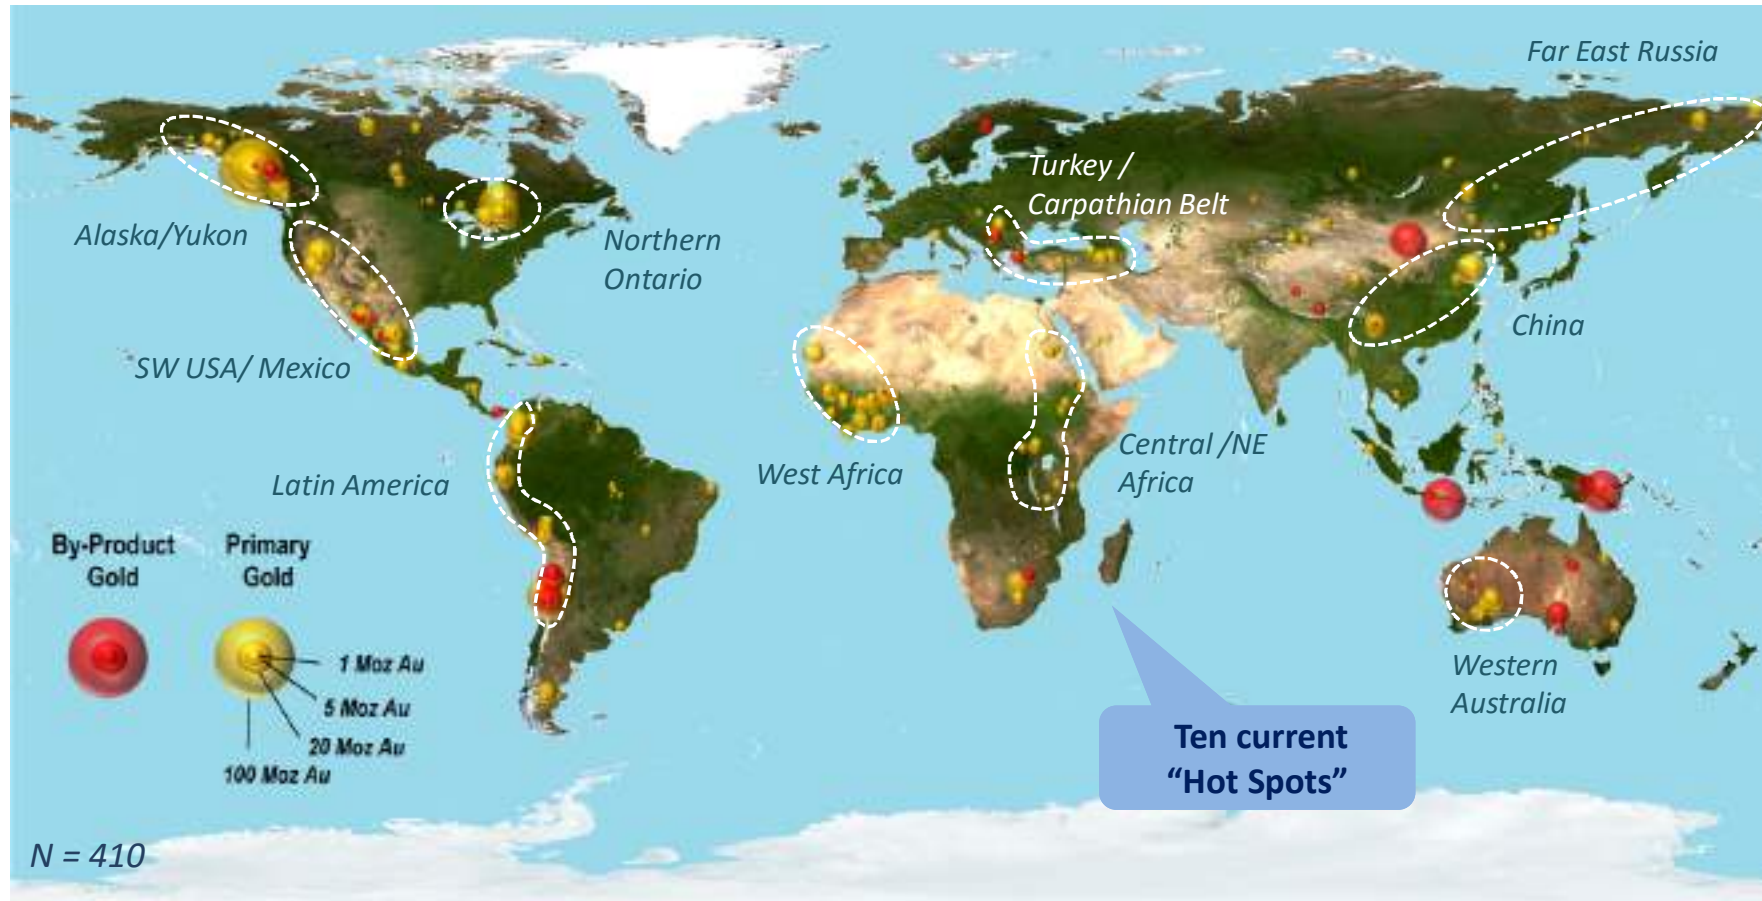 Far East Russia
Turkey /
Carpathian Belt
Alaska/Yukon
Northern
Ontario
China
SW USA/ Mexico
Central /NE
Africa
West Africa
Latin America
By-Product
Gold
Primary
Gold
1 Moz Au
5 Moz Au
20 Moz Au
100 Moz Au
Western
Australia
Ten current
“Hot Spots”
N = 410